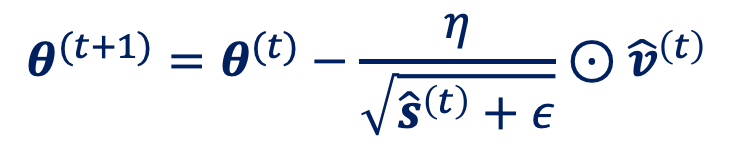 𝜽⁽ᵗ⁺¹⁾ = 𝜽⁽ᵗ⁾ − η / √(ŝ⁽ᵗ⁾ + ϵ) ⊙ v̂⁽ᵗ⁾